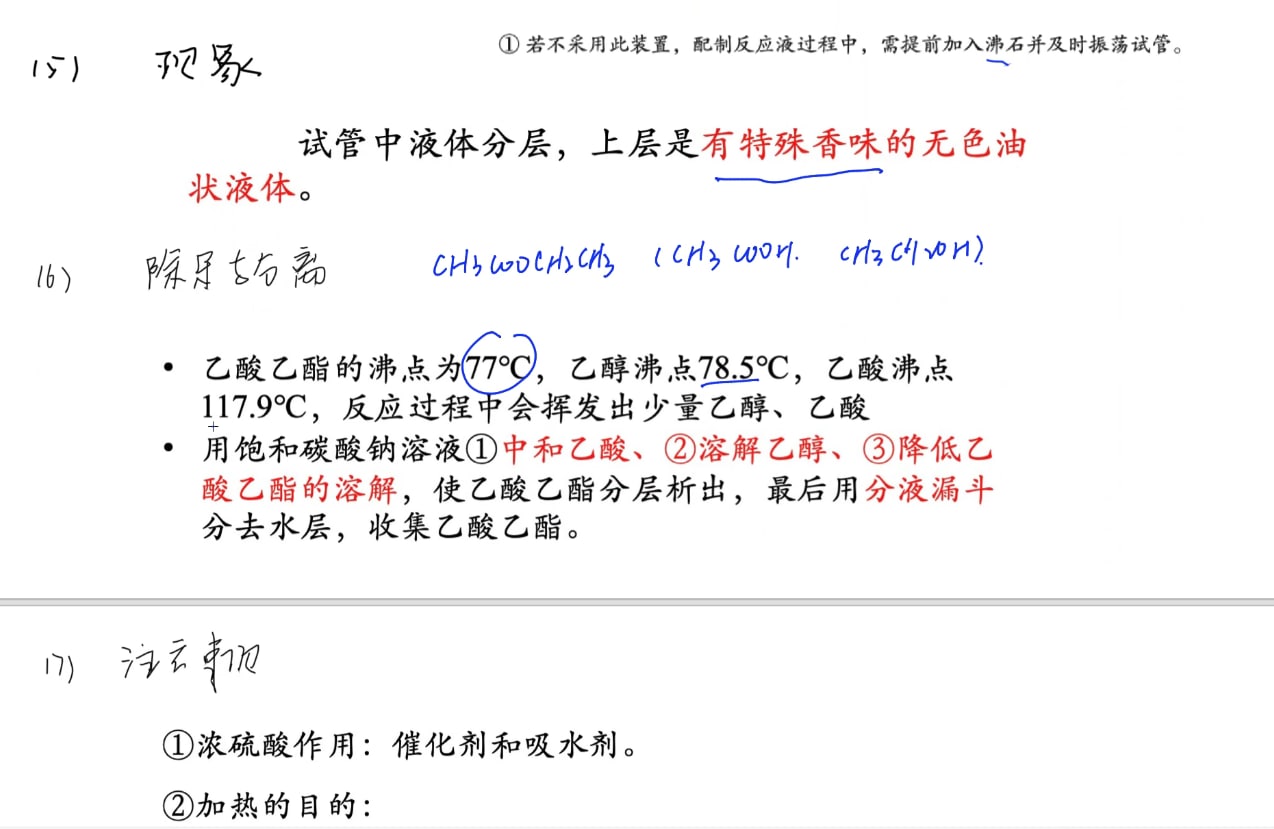 ① 若不采用此装置，配制反应液过程中，需提前加入沸石并及时振荡试管。
(5) 现象
试管中液体分层，上层是有特殊香味的无色油
状液体。
(6) 除杂与分离 CH3COOCH2CH3 (CH3COOH. CH3CH2OH).
• 乙酸乙酯的沸点为77℃，乙醇沸点78.5℃，乙酸沸点
117.9℃，反应过程中会挥发出少量乙醇、乙酸
• 用饱和碳酸钠溶液①中和乙酸、②溶解乙醇、③降低乙
酸乙酯的溶解，使乙酸乙酯分层析出，最后用分液漏斗
分去水层，收集乙酸乙酯。
(7) 注意事项
①浓硫酸作用：催化剂和吸水剂。
②加热的目的：